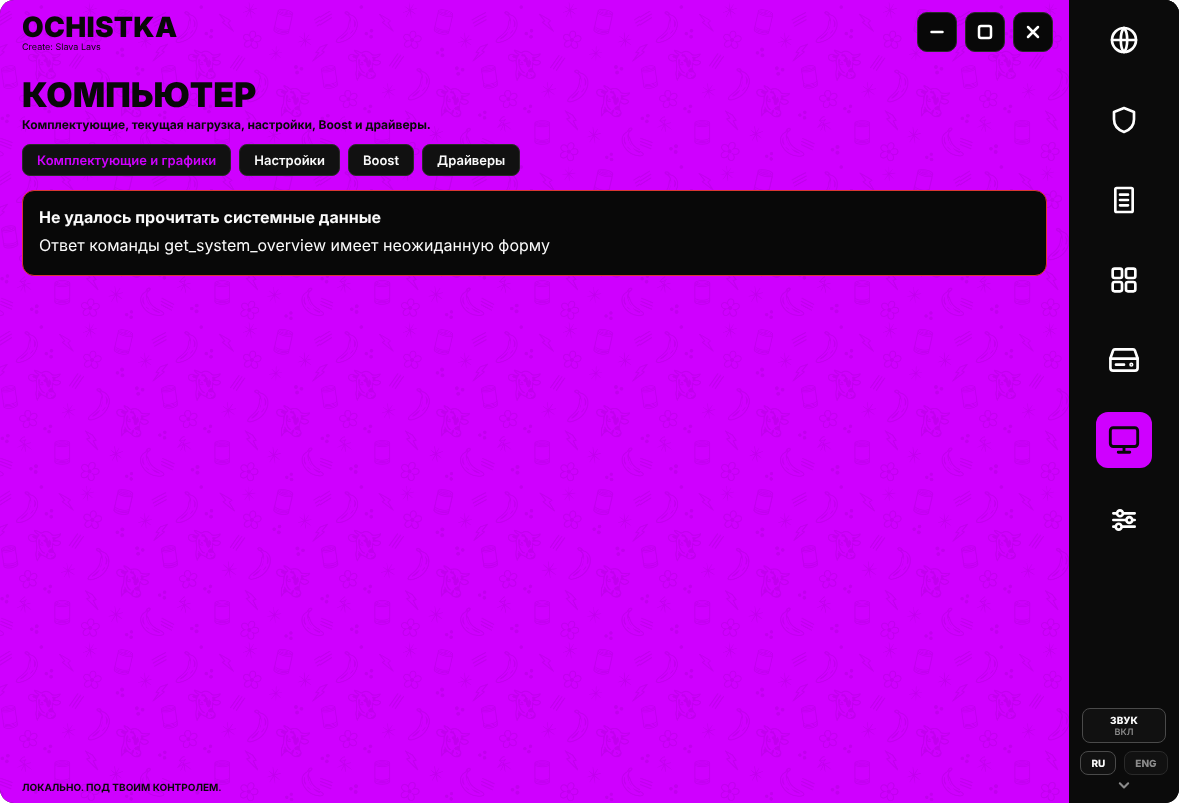 OCHISTKA
Create: Slava Lavs
КОМПЬЮТЕР
Комплектующие, текущая нагрузка, настройки, Boost и драйверы.
Комплектующие и графики
Настройки
Boost
Драйверы
Не удалось прочитать системные данные
Ответ команды get_system_overview имеет неожиданную форму
ЗВУК
ВКЛ
RU
ENG
ЛОКАЛЬНО. ПОД ТВОИМ КОНТРОЛЕМ.